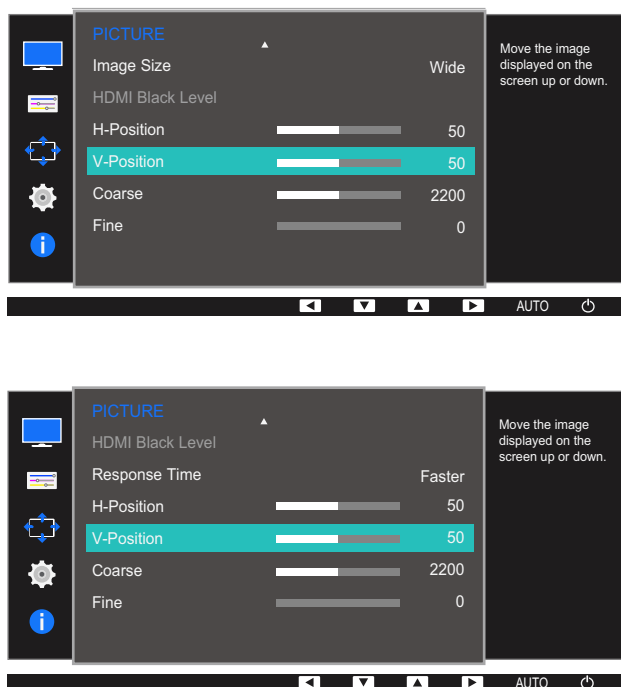 PICTURE
Image Size Wide
HDMI Black Level
H-Position 50
V-Position 50
Coarse 2200
Fine 0
Move the image
displayed on the
screen up or down.
AUTO
PICTURE
HDMI Black Level
Response Time Faster
H-Position 50
V-Position 50
Coarse 2200
Fine 0
Move the image
displayed on the
screen up or down.
AUTO